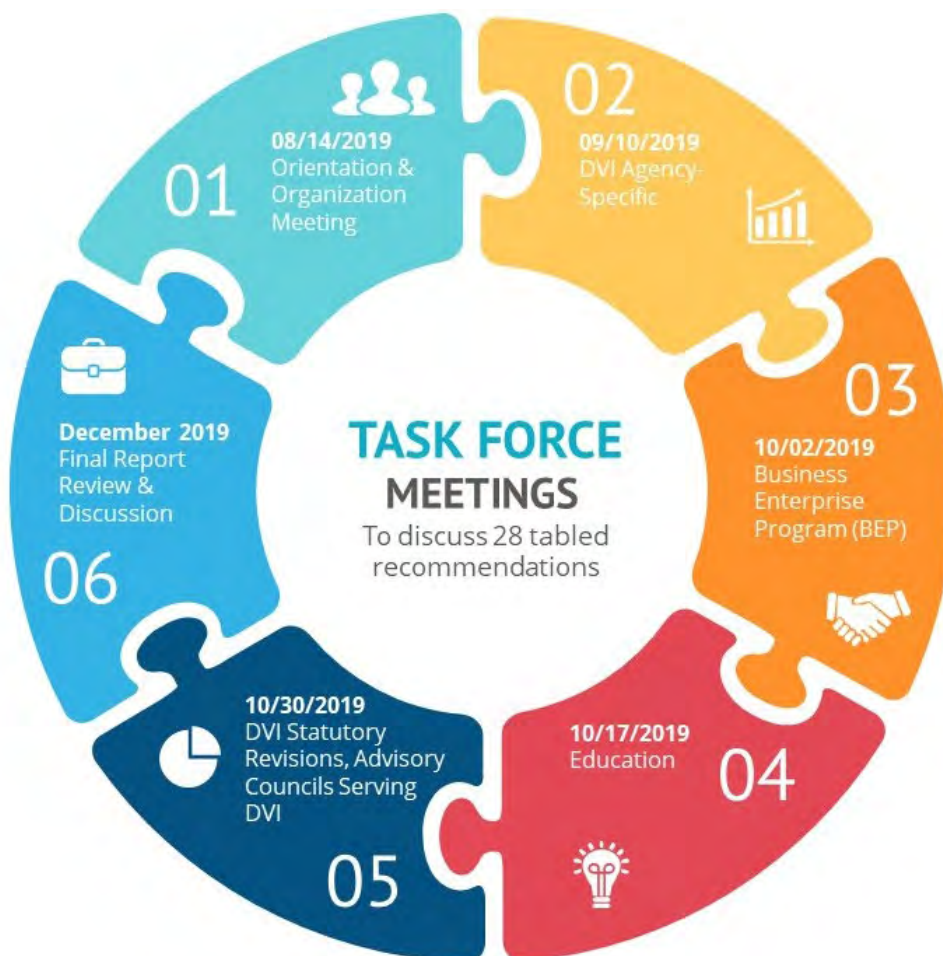 TASK FORCE
MEETINGS
To discuss 28 tabled
recommendations
01
08/14/2019
Orientation &
Organization
Meeting
02
09/10/2019
DVI Agency-
Specific
03
10/02/2019
Business
Enterprise
Program (BEP)
04
10/17/2019
Education
05
10/30/2019
DVI Statutory
Revisions, Advisory
Councils Serving
DVI
06
December 2019
Final Report
Review &
Discussion